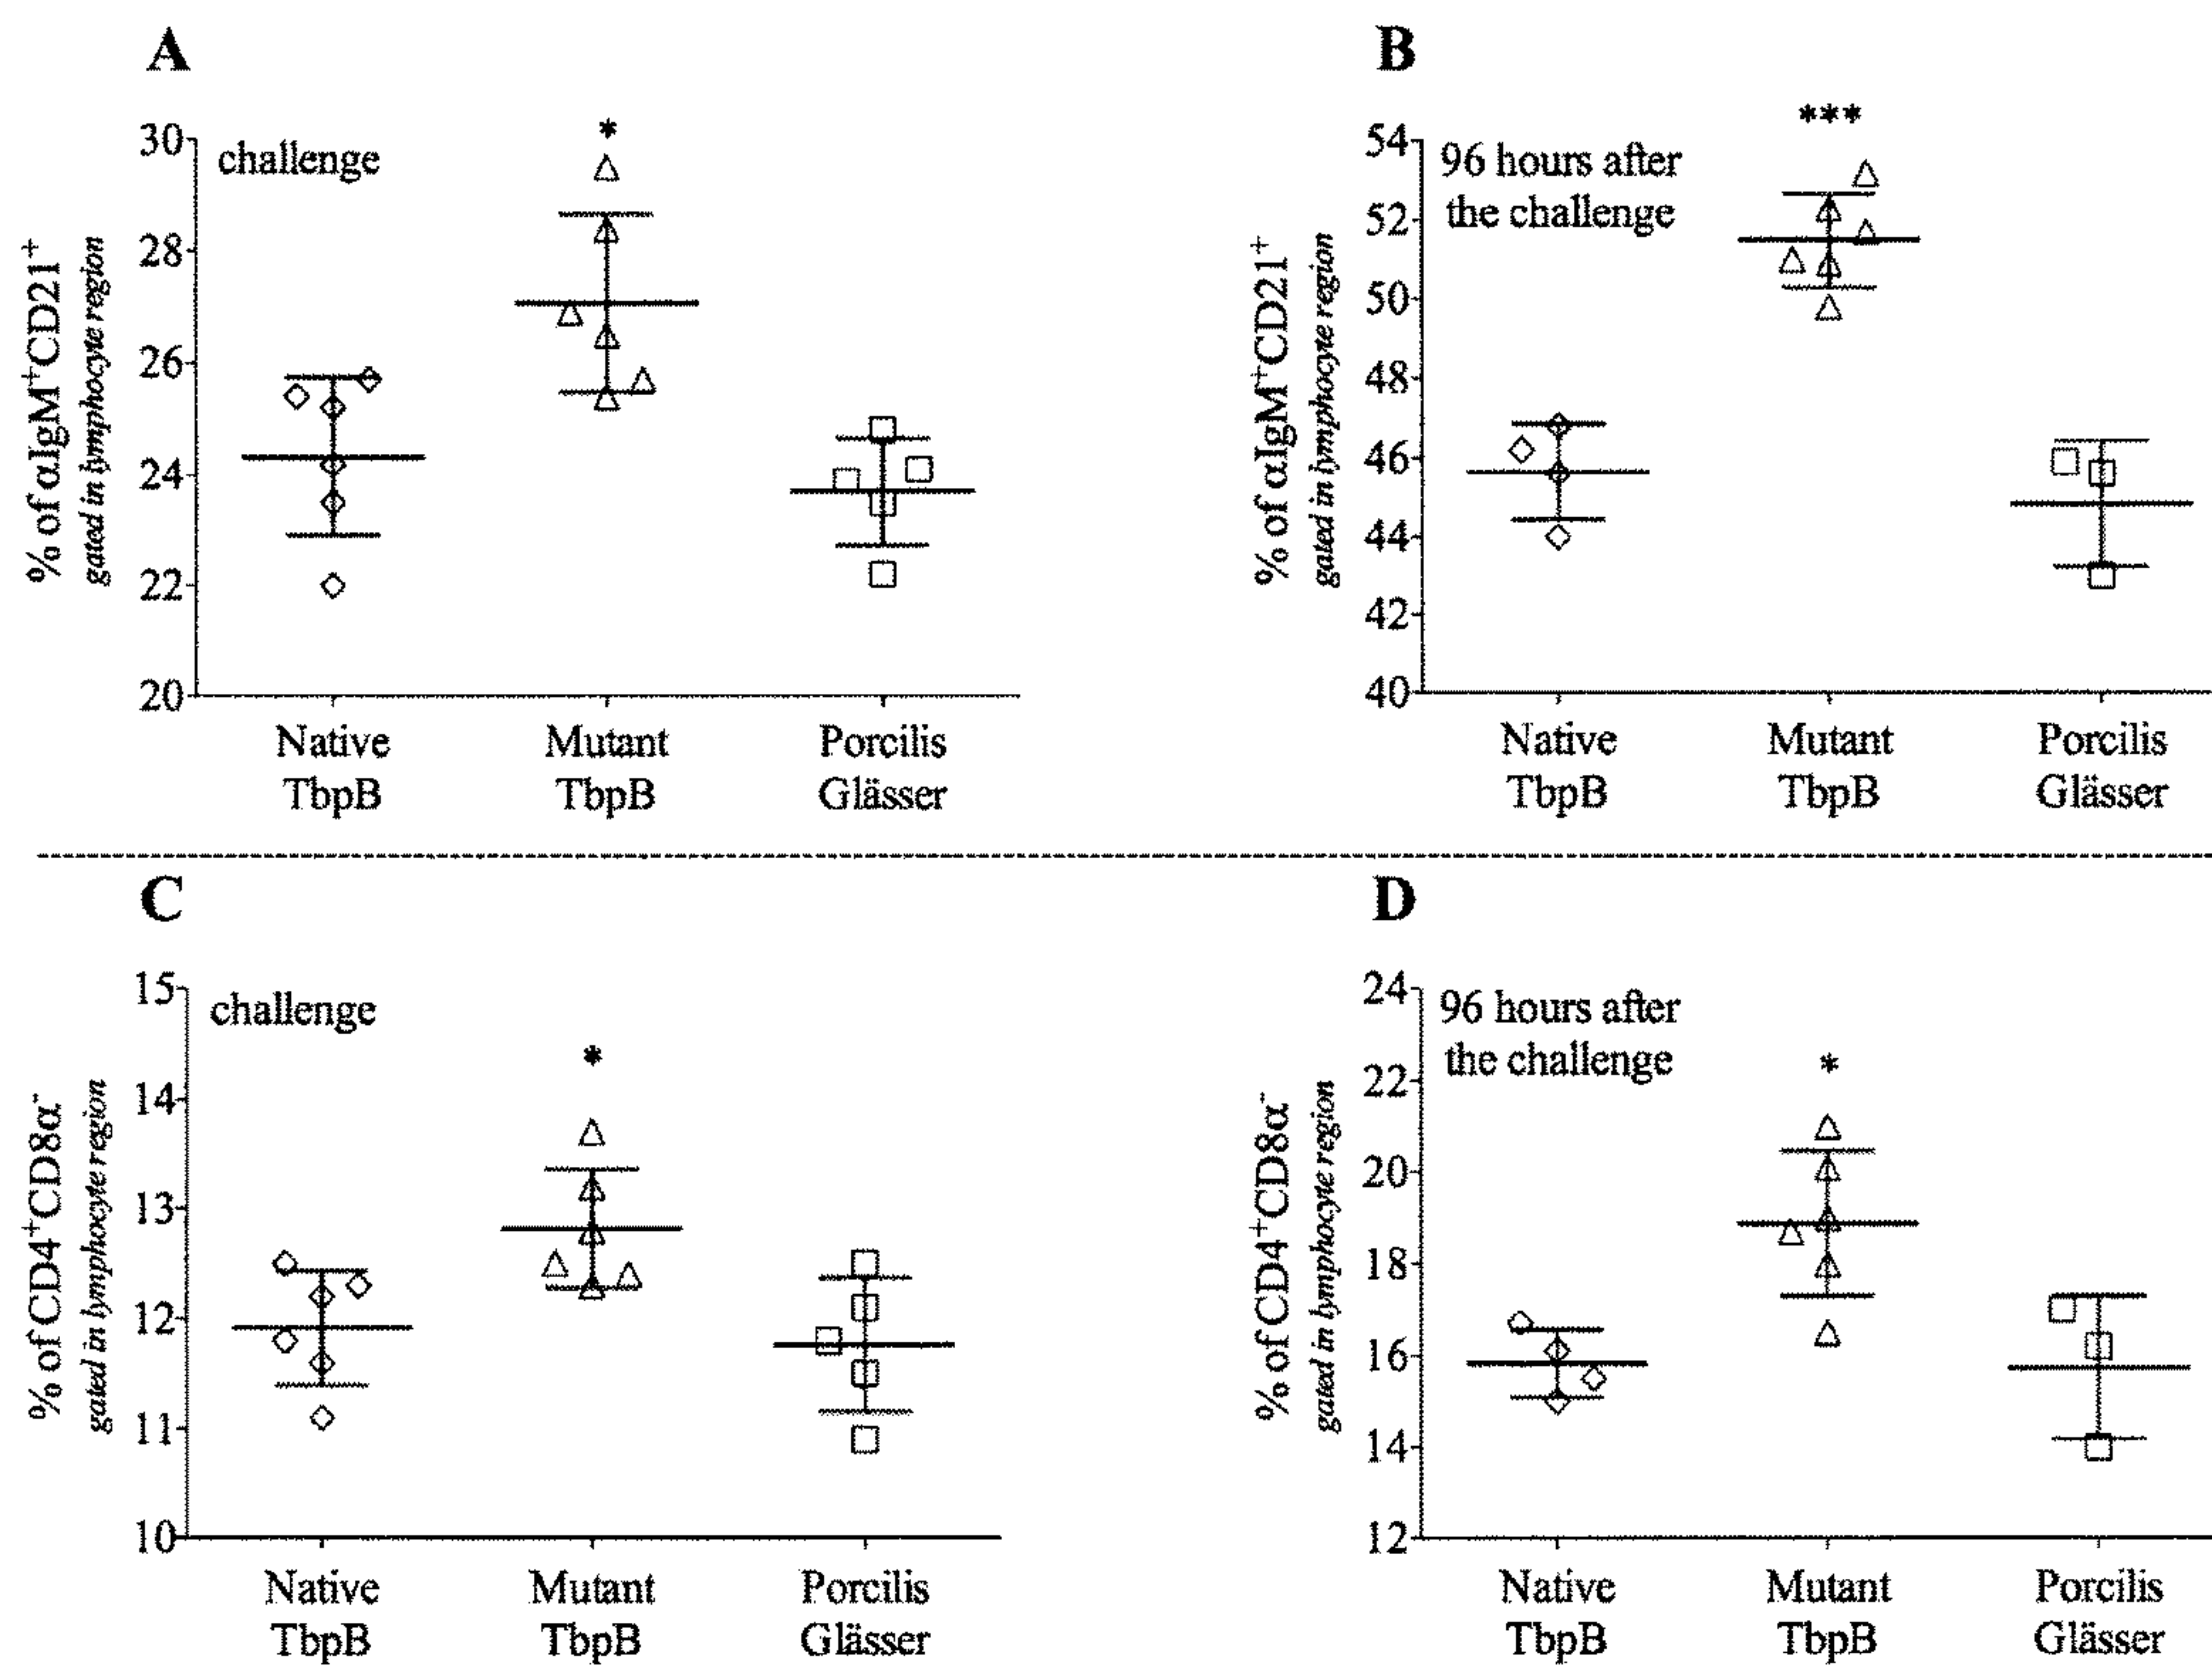 A
30
28
26
24
22
20
% of αIgM⁺CD21⁺
gated in lymphocyte region
challenge
*
Native
TbpB
Mutant
TbpB
Porcilis
Glässer
B
54
52
50
48
46
44
42
40
% of αIgM⁺CD21⁺
gated in lymphocyte region
96 hours after
the challenge
***
Native
TbpB
Mutant
TbpB
Porcilis
Glässer
C
15
14
13
12
11
10
% of CD4⁺CD8α⁻
gated in lymphocyte region
challenge
*
Native
TbpB
Mutant
TbpB
Porcilis
Glässer
D
24
22
20
18
16
14
12
% of CD4⁺CD8α⁻
gated in lymphocyte region
96 hours after
the challenge
*
Native
TbpB
Mutant
TbpB
Porcilis
Glässer